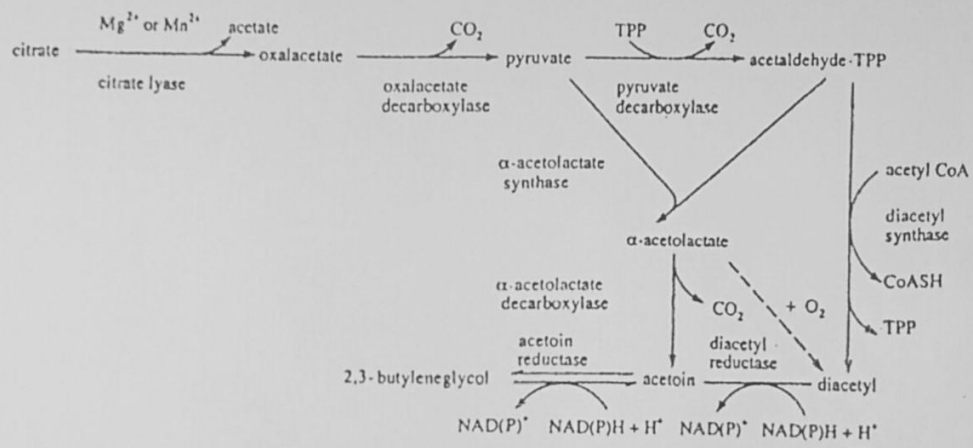 Mg²⁺ or Mn²⁺ acetate CO₂ TPP CO₂
citrate oxalacetate pyruvate acetaldehyde·TPP
citrate lyase oxalacetate pyruvate
decarboxylase decarboxylase
α-acetolactate acetyl CoA
synthase
diacetyl
synthase
α-acetolactate
CoASH
α-acetolactate
decarboxylase CO₂ + O₂
TPP
acetoin diacetyl
reductase reductase
2,3-butyleneglycol acetoin diacetyl
NAD(P)⁺ NAD(P)H + H⁺ NAD(P)⁺ NAD(P)H + H⁺